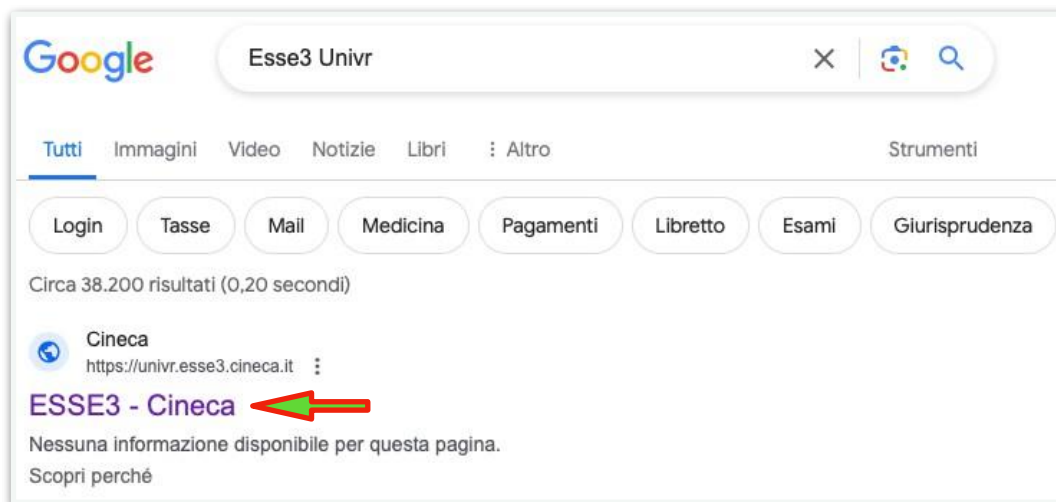 Google
Esse3 Univr
Tutti Immagini Video Notizie Libri Altro Strumenti
Login Tasse Mail Medicina Pagamenti Libretto Esami Giurisprudenza
Circa 38.200 risultati (0,20 secondi)
Cineca
https://univr.esse3.cineca.it
ESSE3 - Cineca
Nessuna informazione disponibile per questa pagina.
Scopri perché